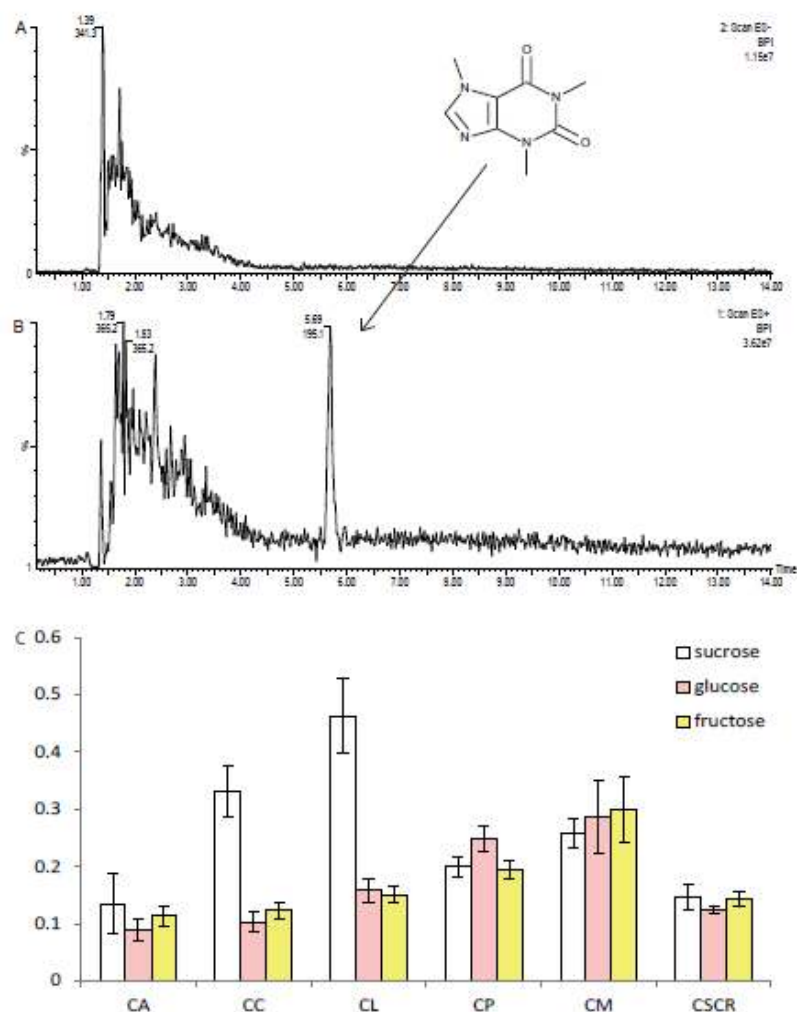 A
1.39
341.3
2: Scan ES-
BPI
1.15e7
%
0
1.00 2.00 3.00 4.00 5.00 6.00 7.00 8.00 9.00 10.00 11.00 12.00 13.00 14.00
N
N
N
N
O
O
B
1.79
365.2
1.83
365.2
5.69
195.1
1: Scan ES+
BPI
3.62e7
%
1
1.00 2.00 3.00 4.00 5.00 6.00 7.00 8.00 9.00 10.00 11.00 12.00 13.00 14.00 Time
C
0.6
0.5
0.4
0.3
0.2
0.1
0
sucrose
glucose
fructose
CA CC CL CP CM CSCR